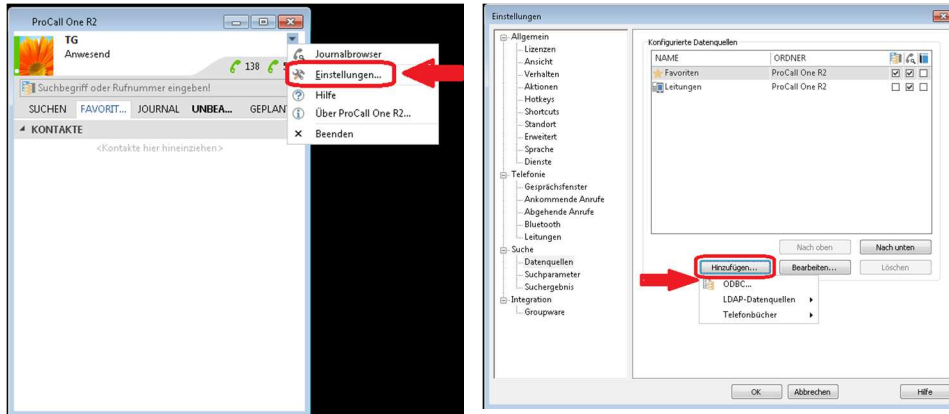 ProCall One R2
TG
Anwesend
138
Suchbegriff oder Rufnummer eingeben!
SUCHEN FAVORIT... JOURNAL UNBEA... GEPLAN
KONTAKTE
<Kontakte hier hineinziehen>
Journalbrowser
Einstellungen...
Hilfe
Über ProCall One R2...
Beenden
Einstellungen
Allgemein
Lizenzen
Ansicht
Verhalten
Aktionen
Hotkeys
Shortcuts
Standort
Erweitert
Sprache
Dienste
Telefonie
Gesprächsfenster
Ankommende Anrufe
Abgehende Anrufe
Bluetooth
Leitungen
Suche
Datenquellen
Suchparameter
Suchergebnis
Integration
Groupware
Konfigurierte Datenquellen
NAME ORDNER
Favoriten ProCall One R2
Leitungen ProCall One R2
Nach oben Nach unten
Hinzufügen... Bearbeiten... Löschen
ODBC...
LDAP-Datenquellen
Telefonbücher
OK Abbrechen Hilfe